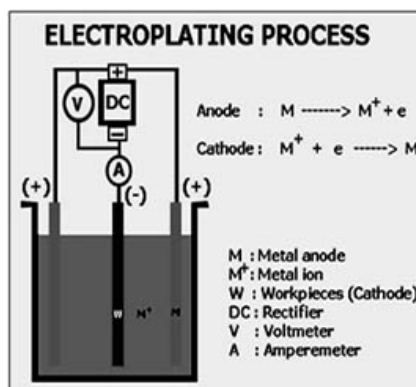 ELECTROPLATING PROCESS
+
V
DC
−
A
Anode : M -------> M⁺ + e
Cathode : M⁺ + e ------> M
(+)
(-)
(+)
W
M⁺
M
M : Metal anode
M⁺ : Metal ion
W : Workpieces (Cathode)
DC : Rectifier
V : Voltmeter
A : Amperemeter